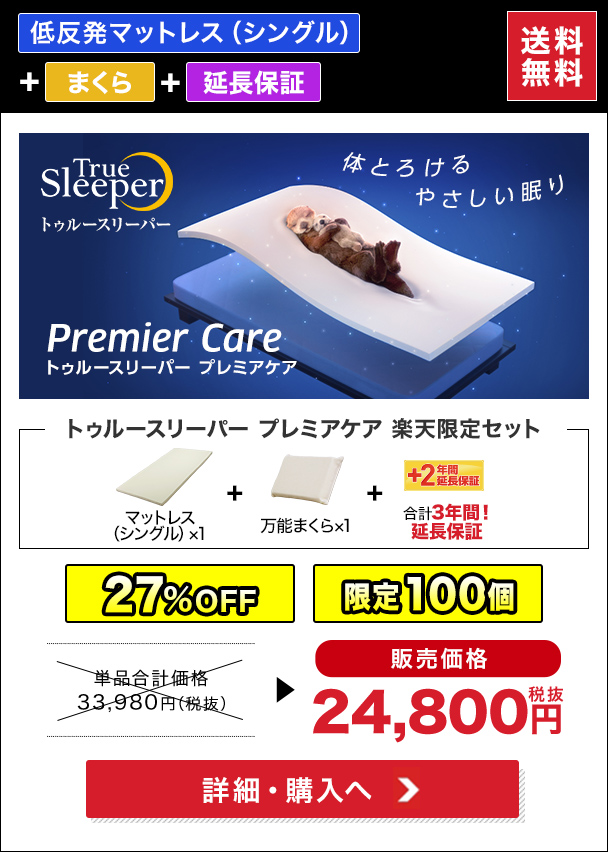 低反発マットレス（シングル）
送料
無料
+ まくら + 延長保証
True
Sleeper
トゥルースリーパー
体とろける
やさしい眠り
Premier Care
トゥルースリーパー プレミアケア
トゥルースリーパー プレミアケア 楽天限定セット
+
+
+2年間
延長保証
マットレス
（シングル）×1
万能まくら×1
合計3年間！
延長保証
27%OFF
限定100個
単品合計価格
33,980円（税抜）
▶
販売価格
24,800円税抜
詳細・購入へ